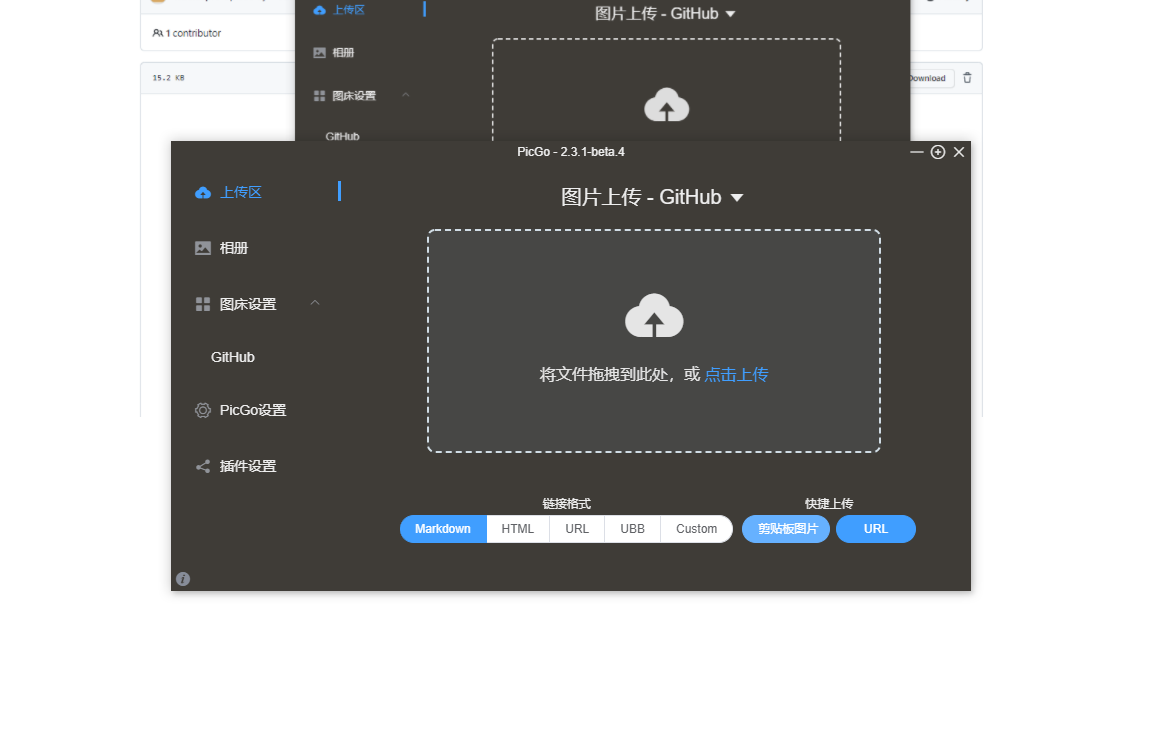 上传区
图片上传 - GitHub
1 contributor
相册
15.2 KB
Download
图床设置
GitHub
PicGo - 2.3.1-beta.4
上传区
图片上传 - GitHub
相册
图床设置
GitHub
将文件拖拽到此处，或 点击上传
PicGo设置
插件设置
链接格式
快捷上传
Markdown
HTML
URL
UBB
Custom
剪贴板图片
URL